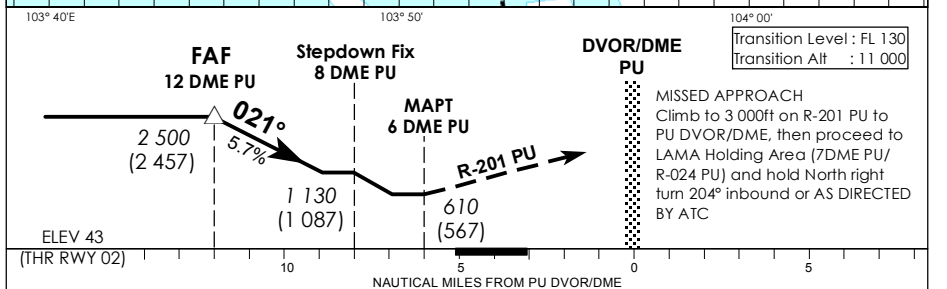 103° 40'E
103° 50'
104° 00'
Transition Level : FL 130
Transition Alt : 11 000
FAF
12 DME PU
Stepdown Fix
8 DME PU
DVOR/DME
PU
MAPT
6 DME PU
021°
5.7%
2 500
(2 457)
1 130
(1 087)
R-201 PU
610
(567)
MISSED APPROACH
Climb to 3 000ft on R-201 PU to
PU DVOR/DME, then proceed to
LAMA Holding Area (7DME PU/
R-024 PU) and hold North right
turn 204° inbound or AS DIRECTED
BY ATC
ELEV 43
(THR RWY 02)
10
5
0
5
NAUTICAL MILES FROM PU DVOR/DME